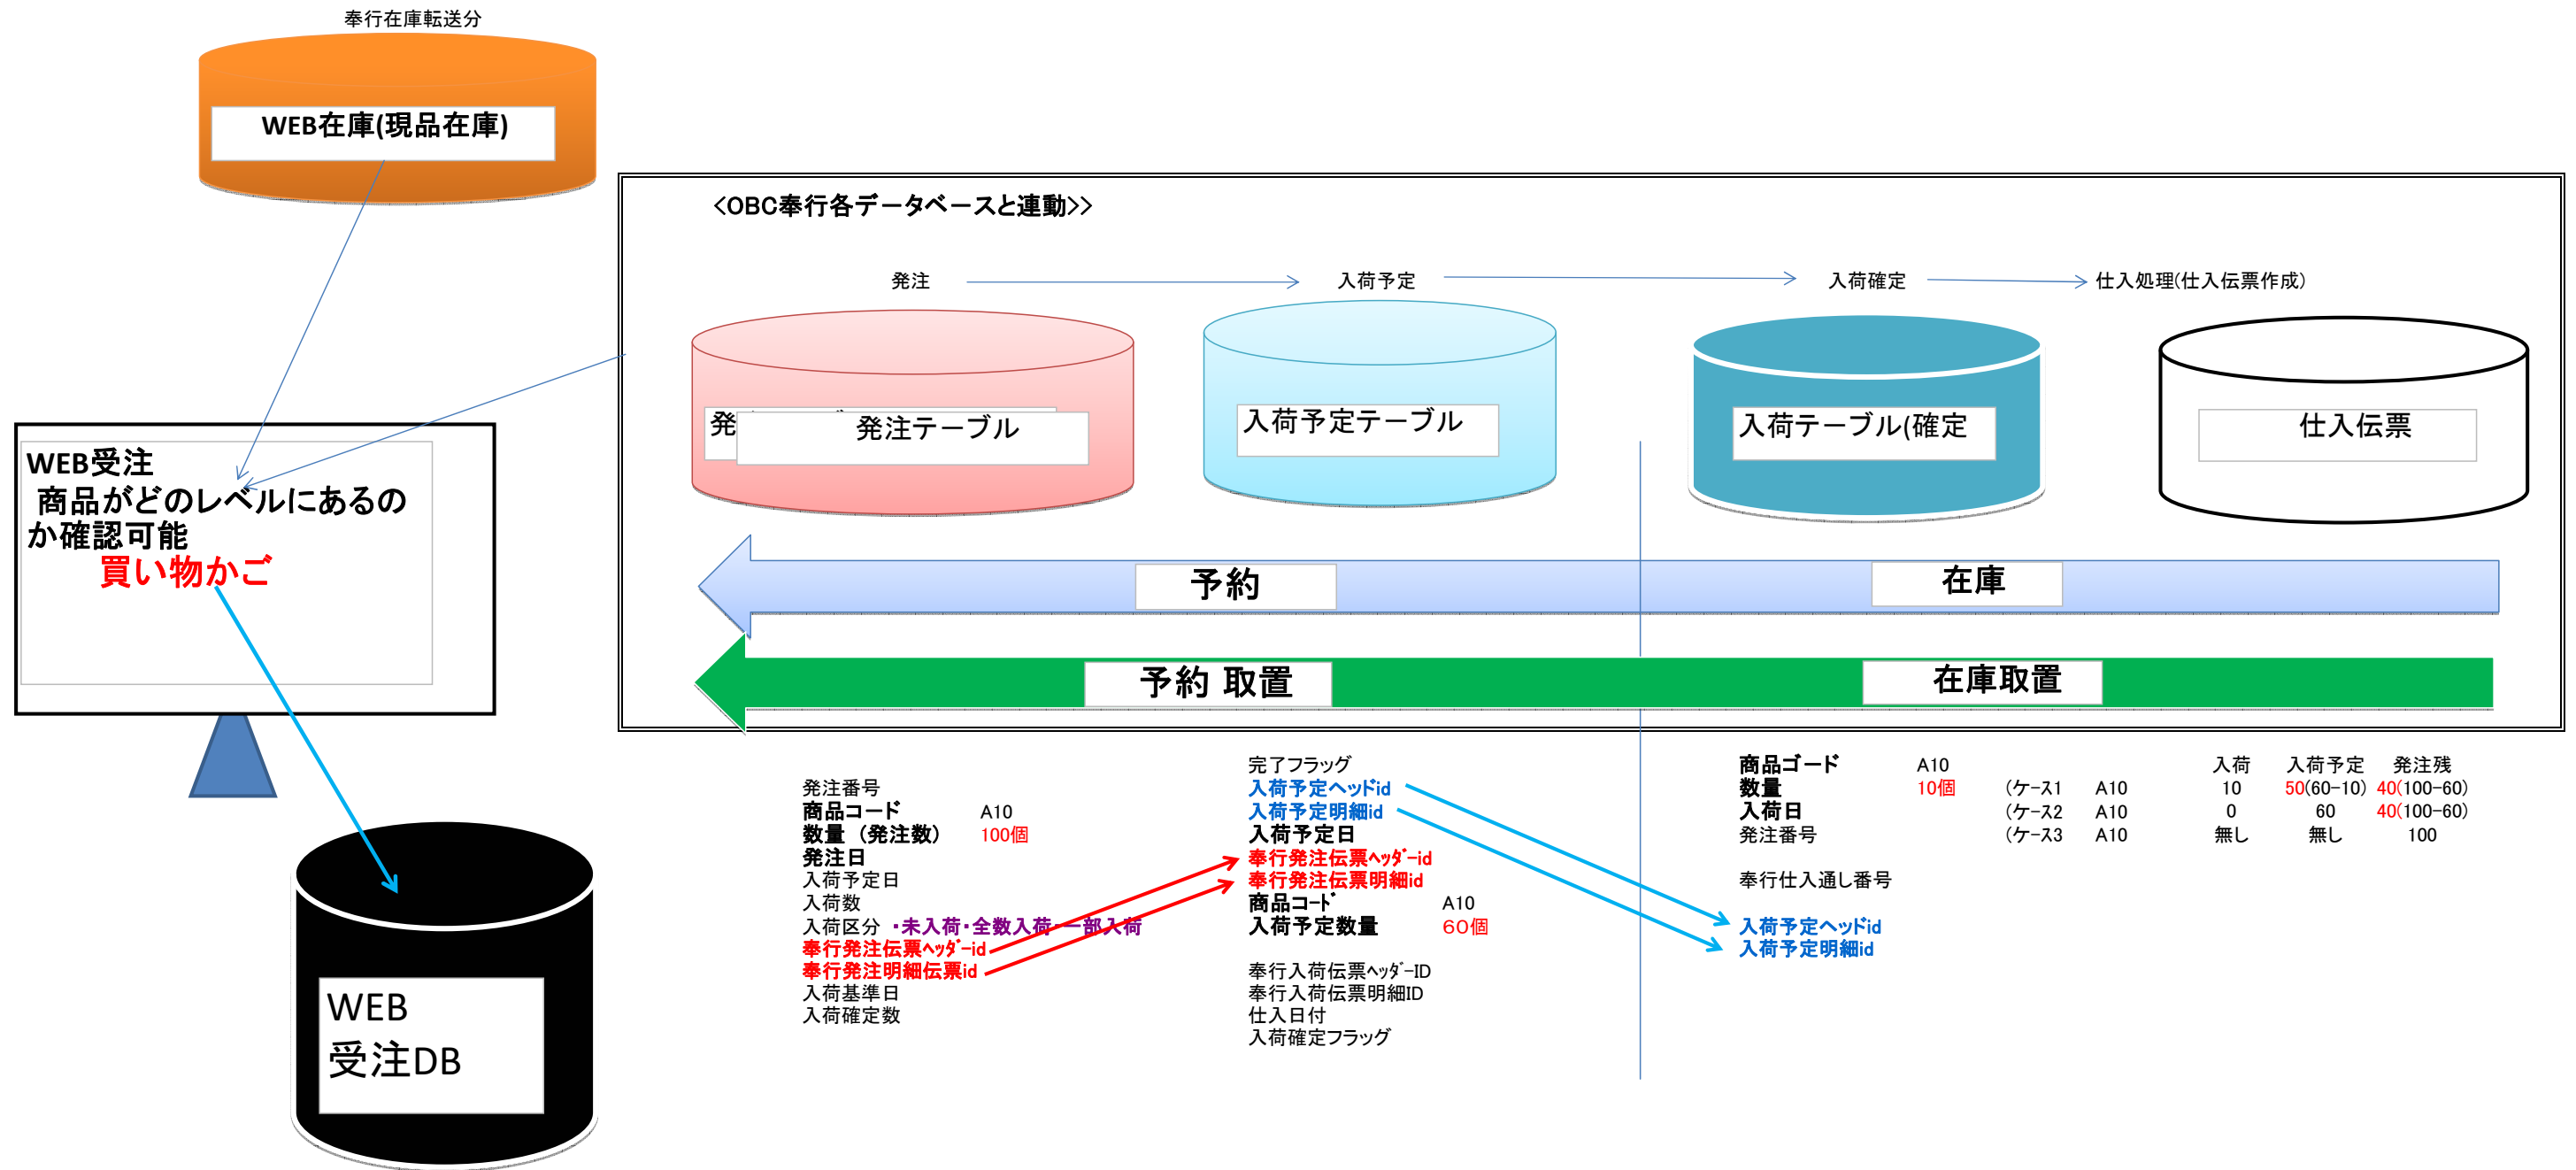 奉行在庫転送分
WEB在庫(現品在庫)
<OBC奉行各データベースと連動>>
発注
入荷予定
入荷確定
仕入処理(仕入伝票作成)
発
発注テーブル
入荷予定テーブル
入荷テーブル(確定
仕入伝票
WEB受注
商品がどのレベルにあるの
か確認可能
買い物かご
予約
在庫
予約 取置
在庫取置
WEB
受注DB
発注番号
商品コード A10
数量（発注数） 100個
発注日
入荷予定日
入荷数
入荷区分 ・未入荷・全数入荷・一部入荷
奉行発注伝票ﾍｯﾀﾞｰid
奉行発注明細伝票id
入荷基準日
入荷確定数
完了フラッグ
入荷予定ヘッドid
入荷予定明細id
入荷予定日
奉行発注伝票ﾍｯﾀﾞｰid
奉行発注伝票明細id
商品コード A10
入荷予定数量 ６０個
奉行入荷伝票ﾍｯﾀﾞｰID
奉行入荷伝票明細ID
仕入日付
入荷確定フラッグ
商品ゴード A10
数量 10個
入荷日
発注番号
奉行仕入通し番号
入荷予定ヘッドid
入荷予定明細id
入荷 入荷予定 発注残
(ケース1 A10 10 50(60-10) 40(100-60)
(ケース2 A10 0 60 40(100-60)
(ケース3 A10 無し 無し 100